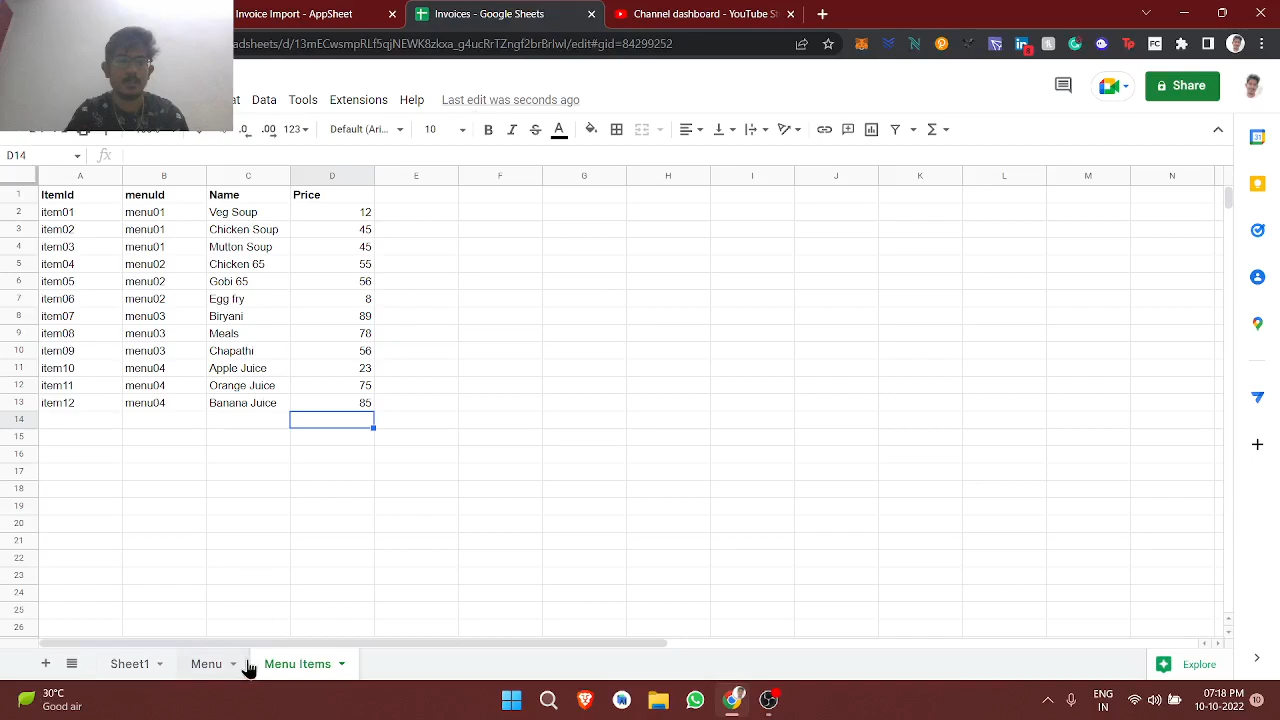 Invoice Import - AppSheet
Invoices - Google Sheets
Channel dashboard - YouTube St
adsheets/d/13mECwsmpRLf5qjNEWK8zkxa_g4ucRrTZngf2brBrlwI/edit#gid=84299252
at Data Tools Extensions Help Last edit was seconds ago
Share
.0 .00 123 Default (Ari... 10 B I S A
D14 fx
A B C D E F G H I J K L M N
1 ItemId menuId Name Price
2 item01 menu01 Veg Soup 12
3 item02 menu01 Chicken Soup 45
4 item03 menu01 Mutton Soup 45
5 item04 menu02 Chicken 65 55
6 item05 menu02 Gobi 65 56
7 item06 menu02 Egg fry 8
8 item07 menu03 Biryani 89
9 item08 menu03 Meals 78
10 item09 menu03 Chapathi 56
11 item10 menu04 Apple Juice 23
12 item11 menu04 Orange Juice 75
13 item12 menu04 Banana Juice 85
14
15
16
17
18
19
20
21
22
23
24
25
26
Sheet1 Menu Menu Items Explore
30°C
Good air
ENG
IN
07:18 PM
10-10-2022
10